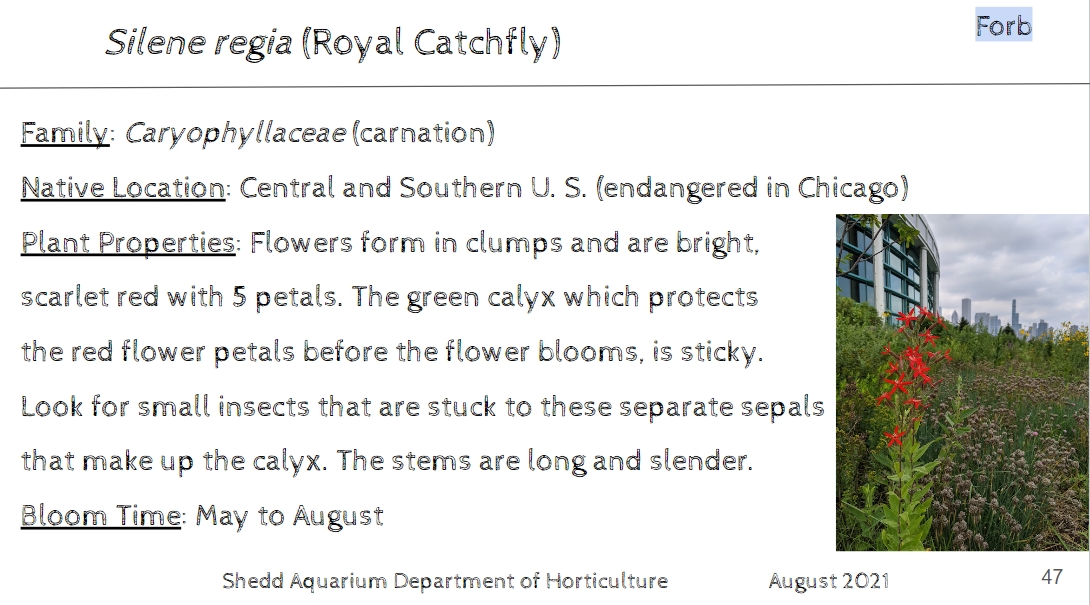 Silene regia (Royal Catchfly)
Forb
Family: Caryophyllaceae (carnation)
Native Location: Central and Southern U. S. (endangered in Chicago)
Plant Properties: Flowers form in clumps and are bright,
scarlet red with 5 petals. The green calyx which protects
the red flower petals before the flower blooms, is sticky.
Look for small insects that are stuck to these separate sepals
that make up the calyx. The stems are long and slender.
Bloom Time: May to August
Shedd Aquarium Department of Horticulture
August 2021
47